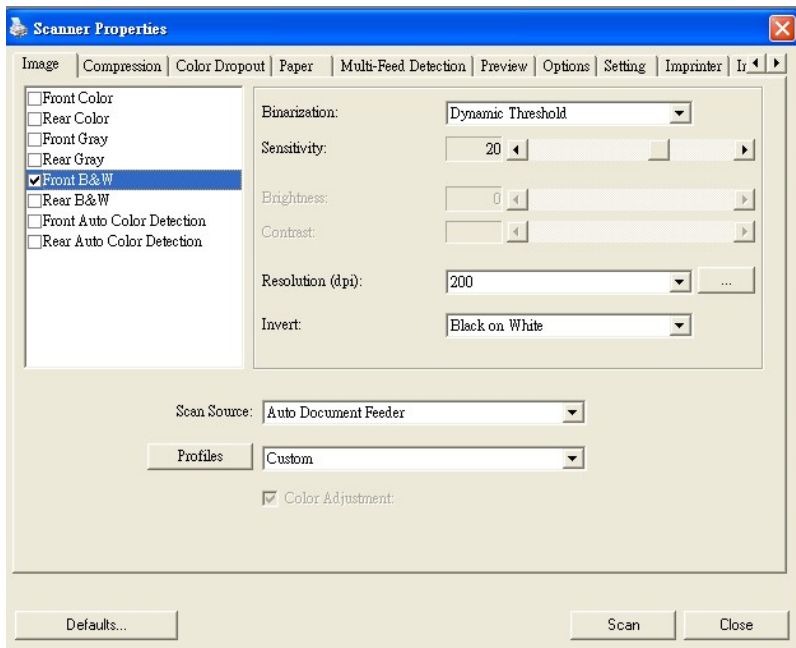 Scanner Properties
Image Compression Color Dropout Paper Multi-Feed Detection Preview Options Setting Imprinter
Front Color
Rear Color
Front Gray
Rear Gray
Front B&W
Rear B&W
Front Auto Color Detection
Rear Auto Color Detection
Binarization: Dynamic Threshold
Sensitivity: 20
Brightness: 0
Contrast:
Resolution (dpi): 200 ...
Invert: Black on White
Scan Source: Auto Document Feeder
Profiles Custom
Color Adjustment:
Defaults... Scan Close